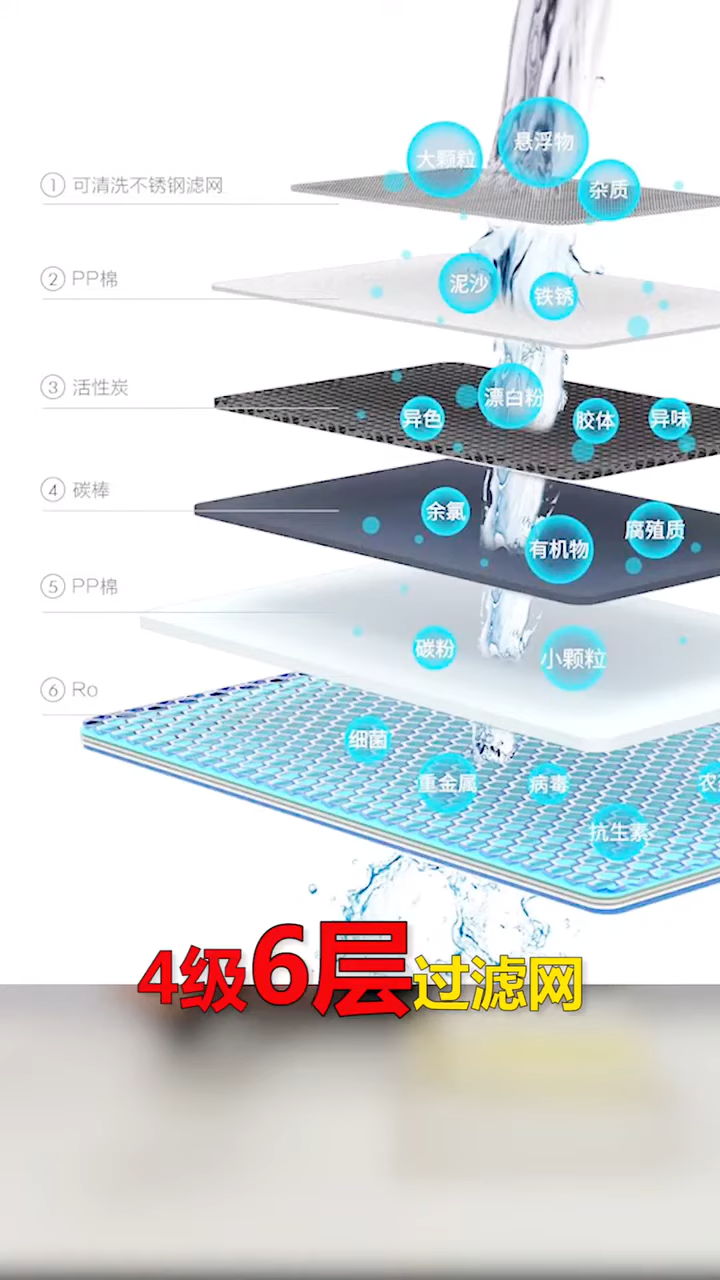 大颗粒
悬浮物
杂质
① 可清洗不锈钢滤网
② PP棉
泥沙
铁锈
③ 活性炭
异色
漂白粉
胶体
异味
④ 碳棒
余氯
有机物
腐殖质
⑤ PP棉
碳粉
小颗粒
⑥ Ro
细菌
重金属
病毒
农
抗生素
4级6层过滤网